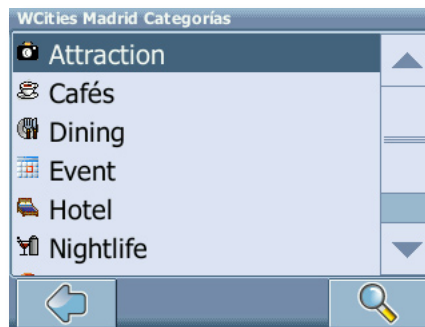 WCities Madrid Categorías
Attraction
Cafés
Dining
Event
Hotel
Nightlife